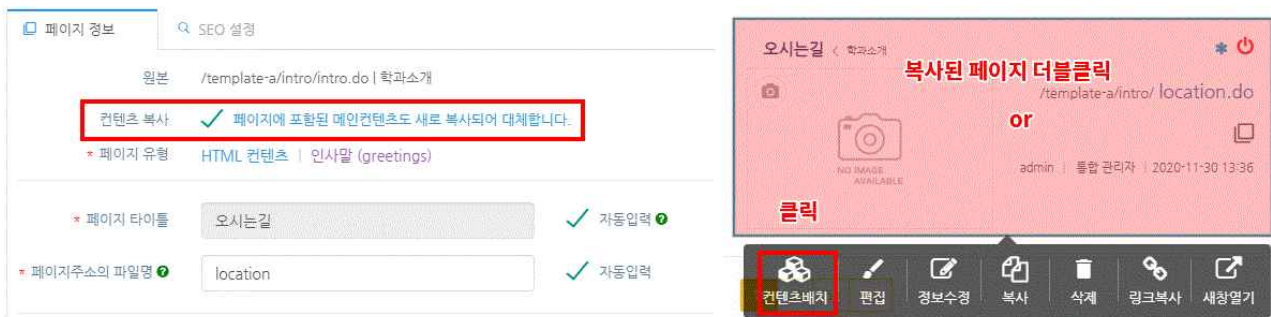 페이지 정보
SEO 설정
원본 /template-a/intro/intro.do | 학과소개
컨텐츠 복사 페이지에 포함된 메인컨텐츠도 새로 복사되어 대체합니다.
* 페이지 유형 HTML 컨텐츠 | 인사말 (greetings)
* 페이지 타이틀 오시는길 자동입력
* 페이지주소의 파일명 location 자동입력
오시는길 < 학과소개
복사된 페이지 더블클릭
/template-a/intro/ location.do
or
NO IMAGE
AVAILABLE
admin | 통합 관리자 | 2020-11-30 13:36
클릭
컨텐츠배치 편집 정보수정 복사 삭제 링크복사 새창열기